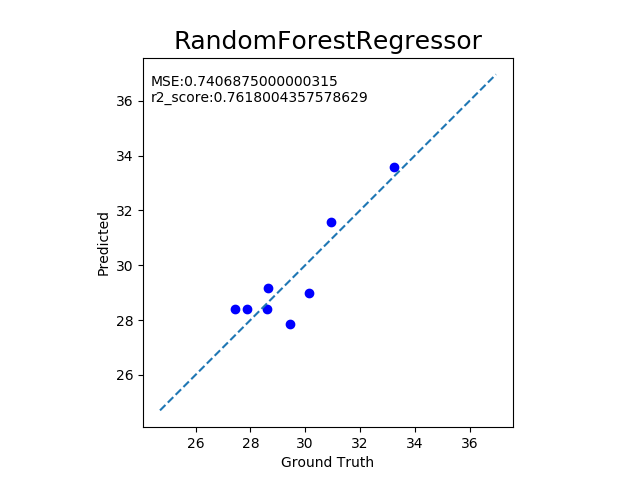 RandomForestRegressor
MSE:0.7406875000000315
r2_score:0.7618004357578629
36
34
32
30
28
26
Predicted
26 28 30 32 34 36
Ground Truth